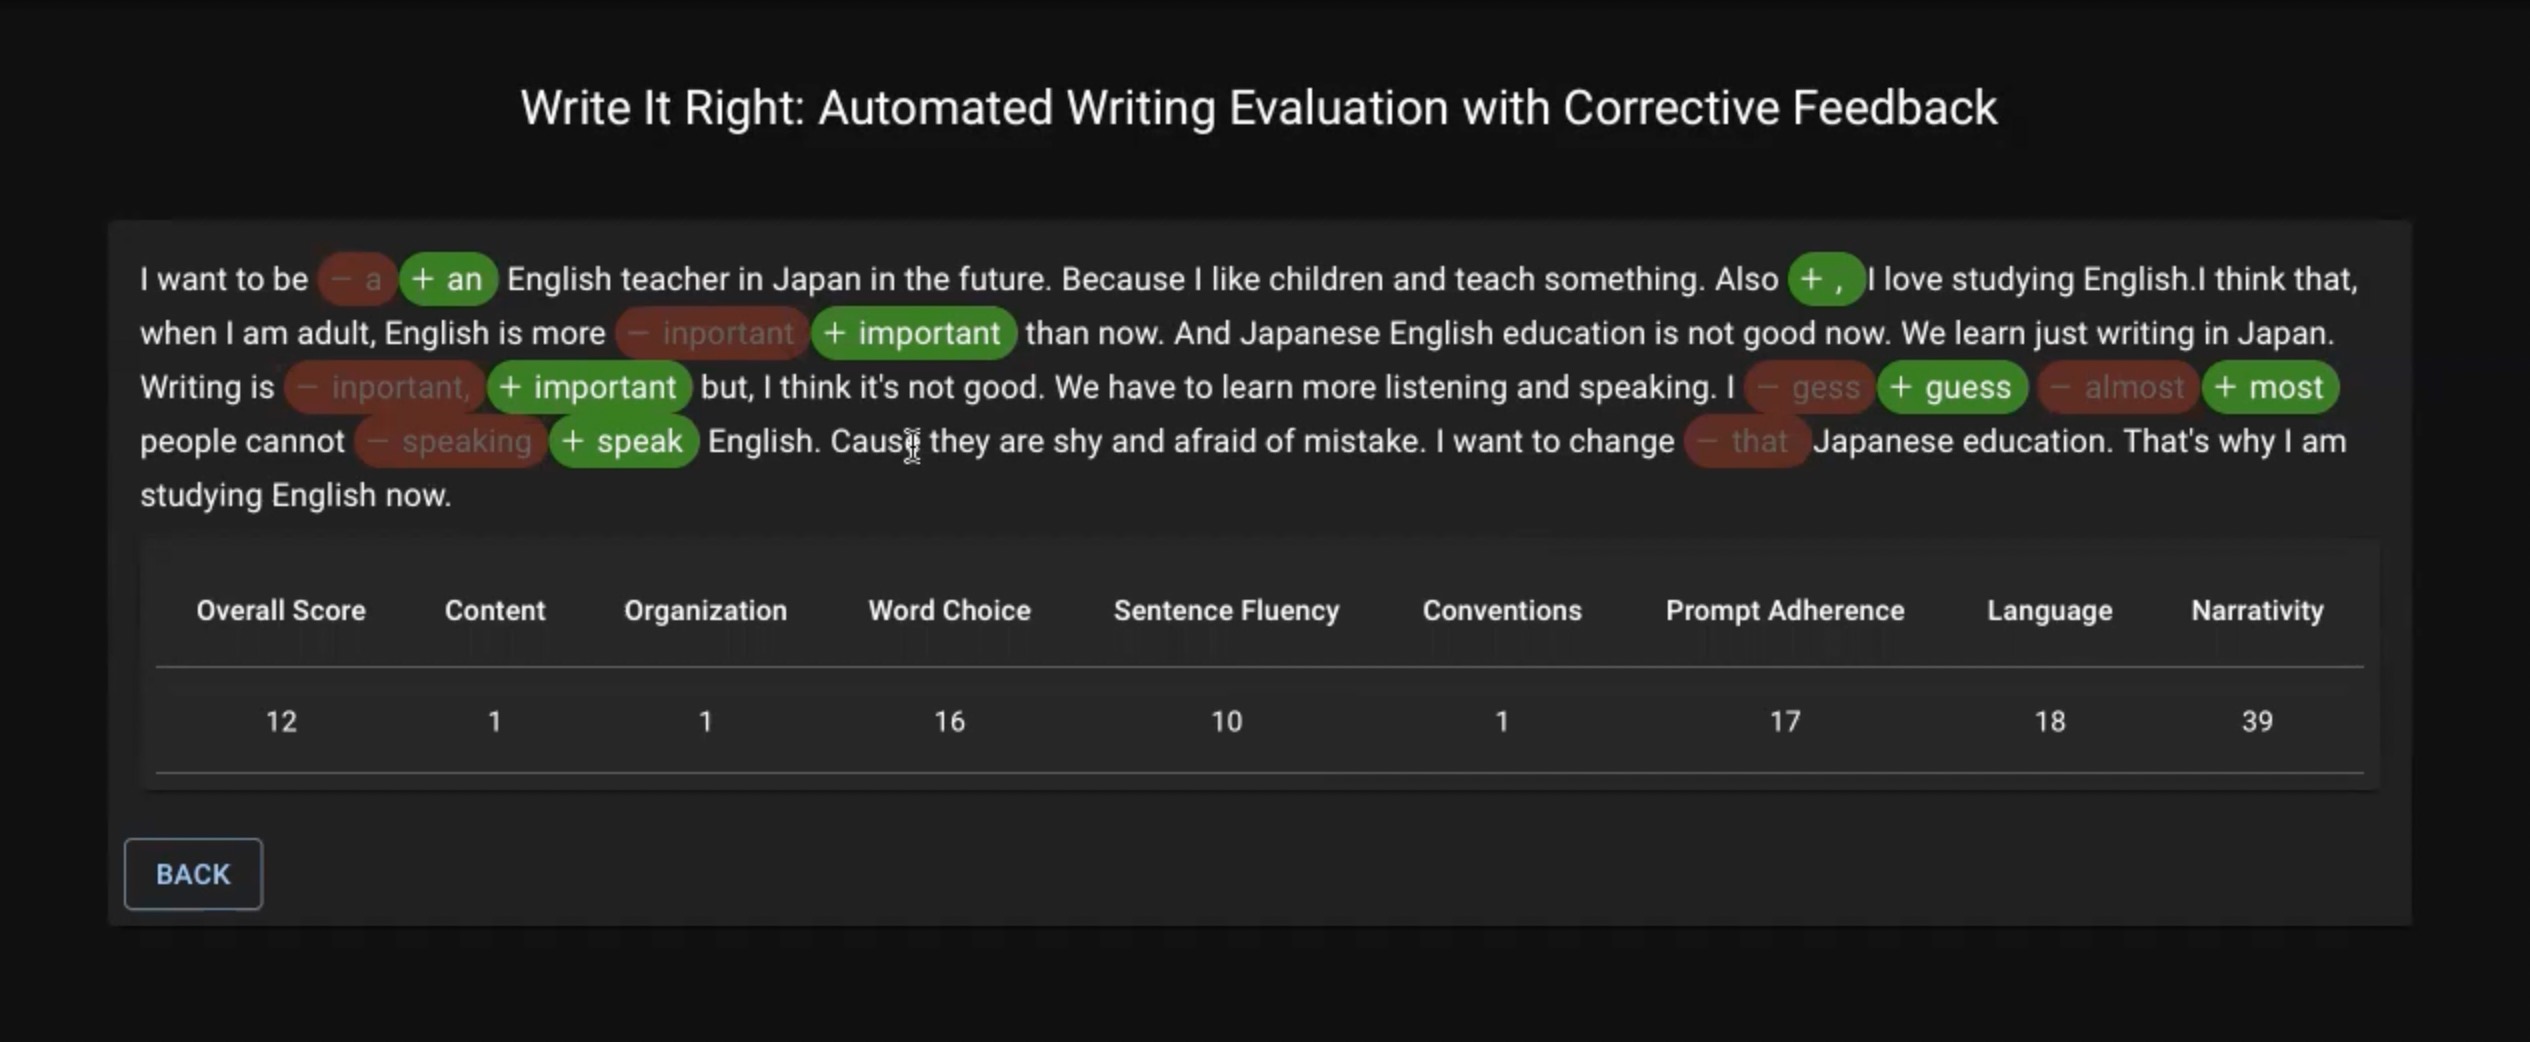 Write It Right: Automated Writing Evaluation with Corrective Feedback
I want to be − a + an English teacher in Japan in the future. Because I like children and teach something. Also + , I love studying English.I think that,
when I am adult, English is more − inportant + important than now. And Japanese English education is not good now. We learn just writing in Japan.
Writing is − inportant, + important but, I think it's not good. We have to learn more listening and speaking. I − gess + guess − almost + most
people cannot − speaking + speak English. Cause they are shy and afraid of mistake. I want to change − that Japanese education. That's why I am
studying English now.
Overall Score Content Organization Word Choice Sentence Fluency Conventions Prompt Adherence Language Narrativity
12 1 1 16 10 1 17 18 39
BACK